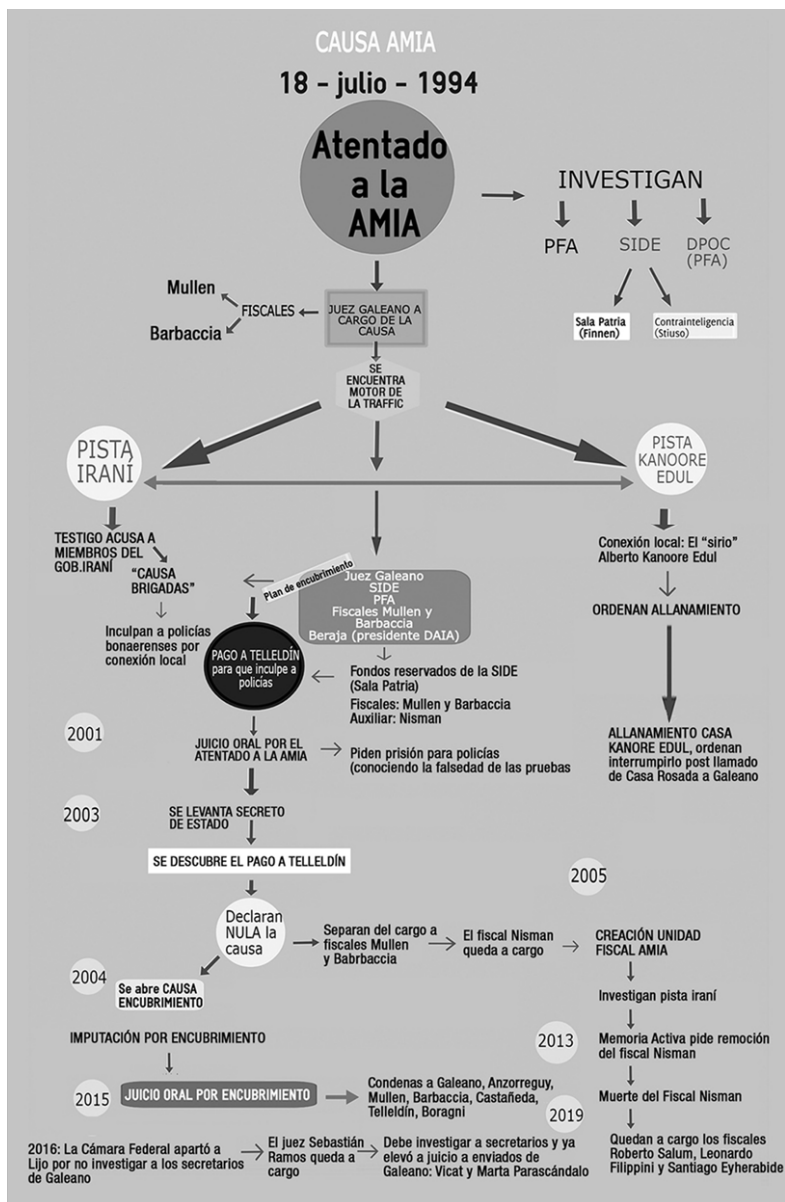 CAUSA AMIA
18 - julio - 1994
Atentado
a la
AMIA
INVESTIGAN
PFA
SIDE
DPOC
(PFA)
Sala Patria
(Finnen)
Contrainteligencia
(Stiuso)
Mullen
FISCALES
Barbaccia
JUEZ GALEANO A
CARGO DE LA
CAUSA
SE
ENCUENTRA
MOTOR DE
LA TRAFFIC
PISTA
IRANÍ
PISTA
KANOORE
EDUL
TESTIGO ACUSA A
MIEMBROS DEL
GOB.IRANÍ
“CAUSA
BRIGADAS”
Inculpan a policías
bonaerenses por
conexión local
Conexión local: El “sirio”
Alberto Kanoore Edul
ORDENAN ALLANAMIENTO
ALLANAMIENTO CASA
KANORE EDUL, ordenan
interrumpirlo post llamado
de Casa Rosada a Galeano
Plan de encubrimiento
Juez Galeano
SIDE
PFA
Fiscales Mullen y
Barbaccia
Beraja (presidente DAIA)
PAGO A TELLELDÍN
para que inculpe a
policías
Fondos reservados de la SIDE
(Sala Patria)
Fiscales: Mullen y Barbaccia
Auxiliar: Nisman
2001
JUICIO ORAL POR EL
ATENTADO A LA AMIA
Piden prisión para policías
(conociendo la falsedad de las pruebas
2003
SE LEVANTA SECRETO
DE ESTADO
SE DESCUBRE EL PAGO A TELLELDÍN
Declaran
NULA la
causa
Separan del cargo a
fiscales Mullen
y Babrbaccia
El fiscal Nisman
queda a cargo
2005
CREACIÓN UNIDAD
FISCAL AMIA
2004
Se abre CAUSA
ENCUBRIMIENTO
Investigan pista iraní
IMPUTACIÓN POR ENCUBRIMIENTO
2013
Memoria Activa pide remoción
del fiscal Nisman
2015
JUICIO ORAL POR ENCUBRIMIENTO
Condenas a Galeano, Anzorreguy,
Mullen, Barbaccia, Castañeda,
Telleldín, Boragni
2019
Muerte del Fiscal Nisman
Quedan a cargo los fiscales
Roberto Salum, Leonardo
Filippini y Santiago Eyherabide
2016: La Cámara Federal apartó a
Lijo por no investigar a los secretarios
de Galeano
El juez Sebastián
Ramos queda a
cargo
Debe investigar a secretarios y ya
elevó a juicio a enviados de
Galeano: Vicat y Marta Parascándalo